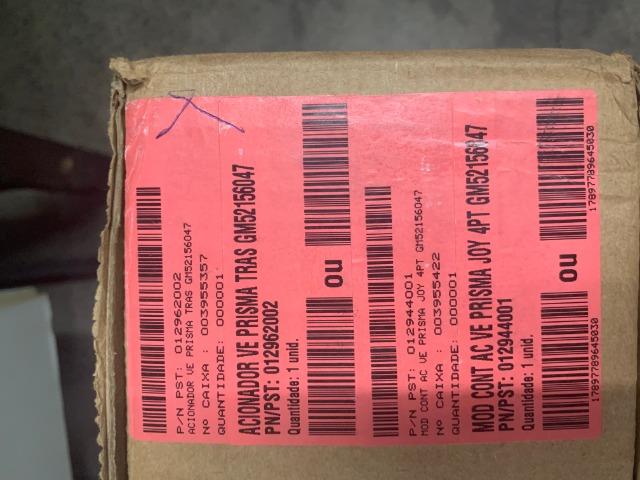 P/N PST: 012962002
ACIONADOR VE PRISMA TRAS GM52156047
Nº CAIXA : 003955357
QUANTIDADE: 000001
ACIONADOR VE PRISMA TRAS GM52156047
PN/PST: 012962002
Quantidade: 1 unid.
ou
P/N PST: 012944001
MOD CONT AC VE PRISMA JOY 4PT GM52156047
Nº CAIXA : 003955422
QUANTIDADE: 000001
MOD CONT AC VE PRISMA JOY 4PT GM52156047
PN/PST: 012944001
Quantidade: 1 unid.
ou
17897789645030
17897789645030